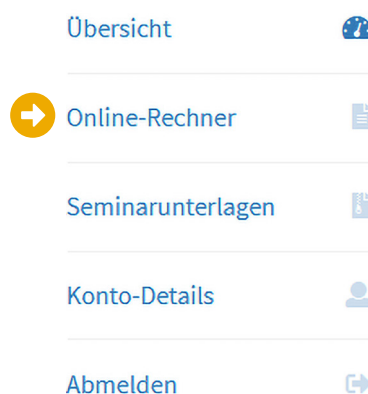 Übersicht
Online-Rechner
Seminarunterlagen
Konto-Details
Abmelden